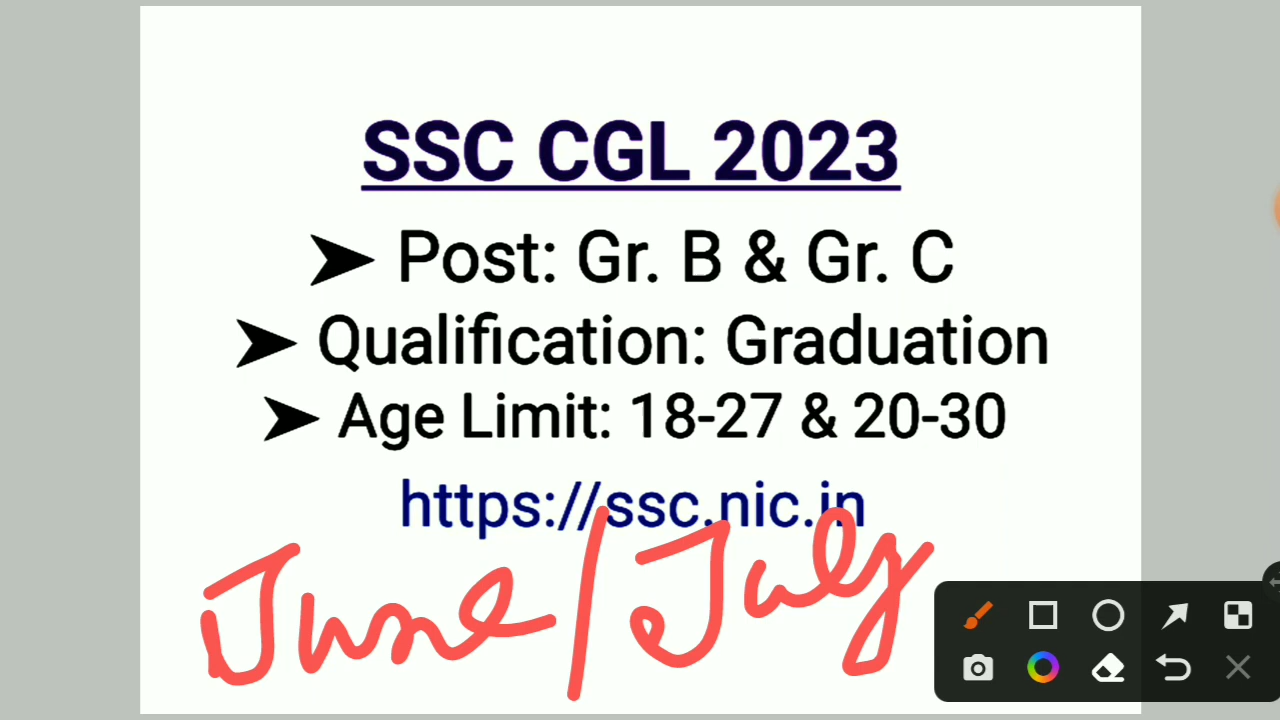 SSC CGL 2023
➤ Post: Gr. B & Gr. C
➤ Qualification: Graduation
➤ Age Limit: 18-27 & 20-30
https://ssc.nic.in
June/July